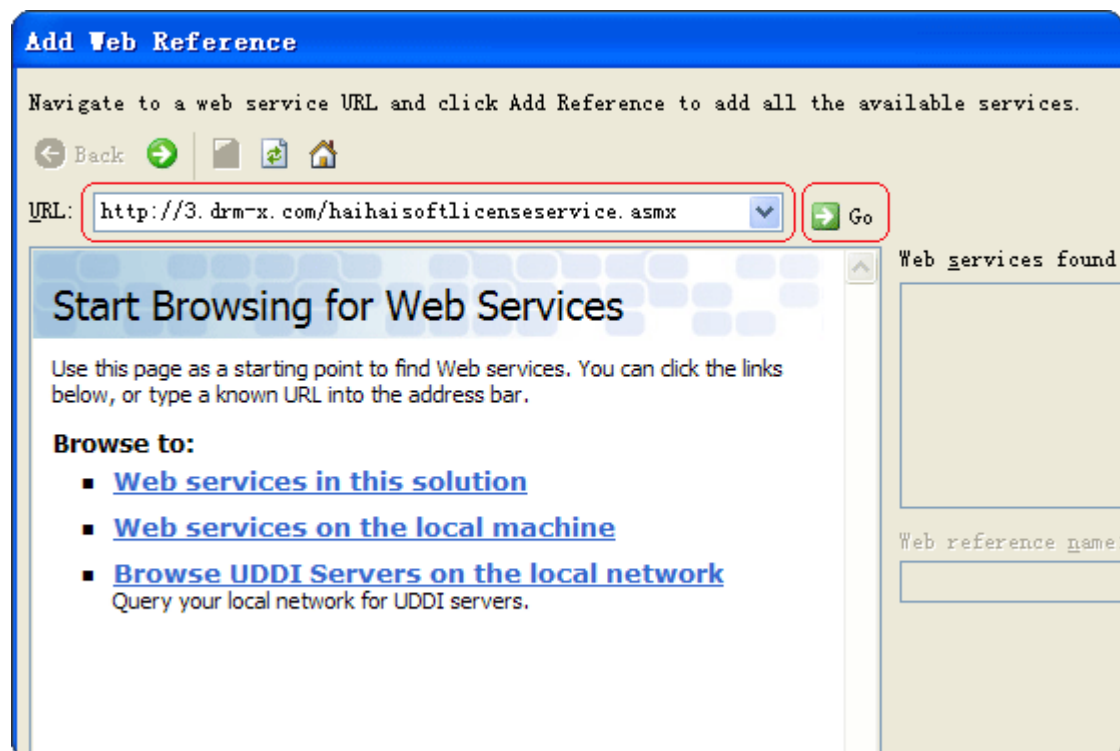 Add Web Reference
Navigate to a web service URL and click Add Reference to add all the available services.
Back
URL: http://3.drm-x.com/haihaisoftlicenseservice.asmx Go
Web services found
Start Browsing for Web Services
Use this page as a starting point to find Web services. You can click the links
below, or type a known URL into the address bar.
Browse to:
Web services in this solution
Web services on the local machine
Web reference name
Browse UDDI Servers on the local network
Query your local network for UDDI servers.